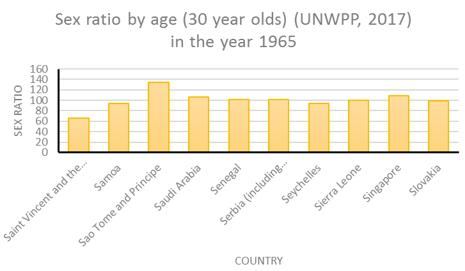 Sex ratio by age (30 year olds) (UNWPP, 2017)
in the year 1965
SEX RATIO
160
140
120
100
80
60
40
20
0
Saint Vincent and the...
Samoa
Sao Tome and Principe
Saudi Arabia
Senegal
Serbia (including...
Seychelles
Sierra Leone
Singapore
Slovakia
COUNTRY